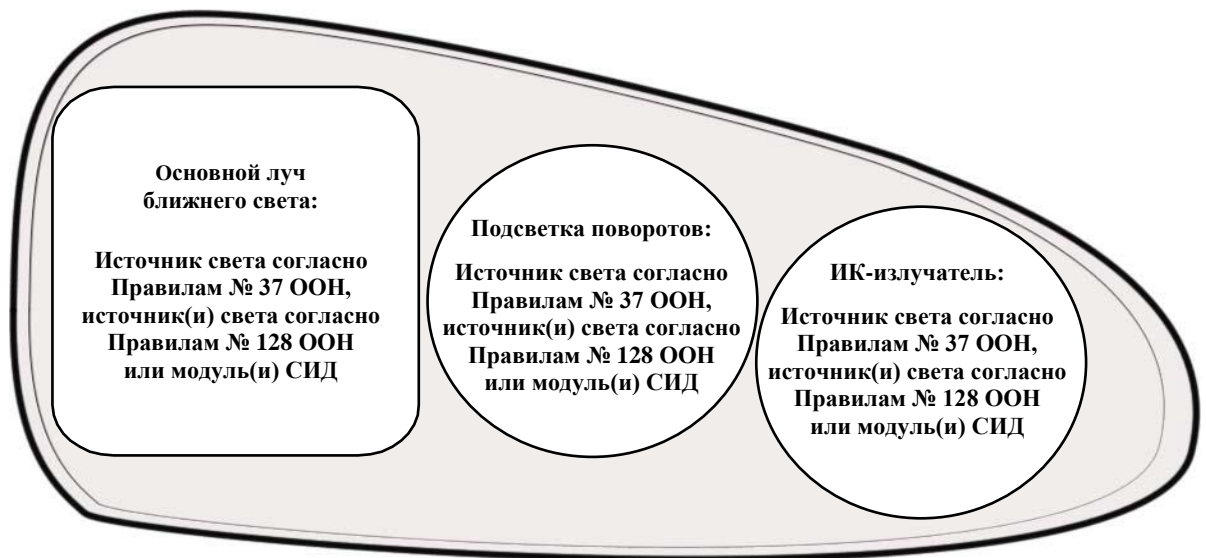 Основной луч
ближнего света:
Источник света согласно
Правилам № 37 ООН,
источник(и) света согласно
Правилам № 128 ООН
или модуль(и) СИД
Подсветка поворотов:
Источник света согласно
Правилам № 37 ООН,
источник(и) света согласно
Правилам № 128 ООН
или модуль(и) СИД
ИК-излучатель:
Источник света согласно
Правилам № 37 ООН,
источник(и) света согласно
Правилам № 128 ООН
или модуль(и) СИД